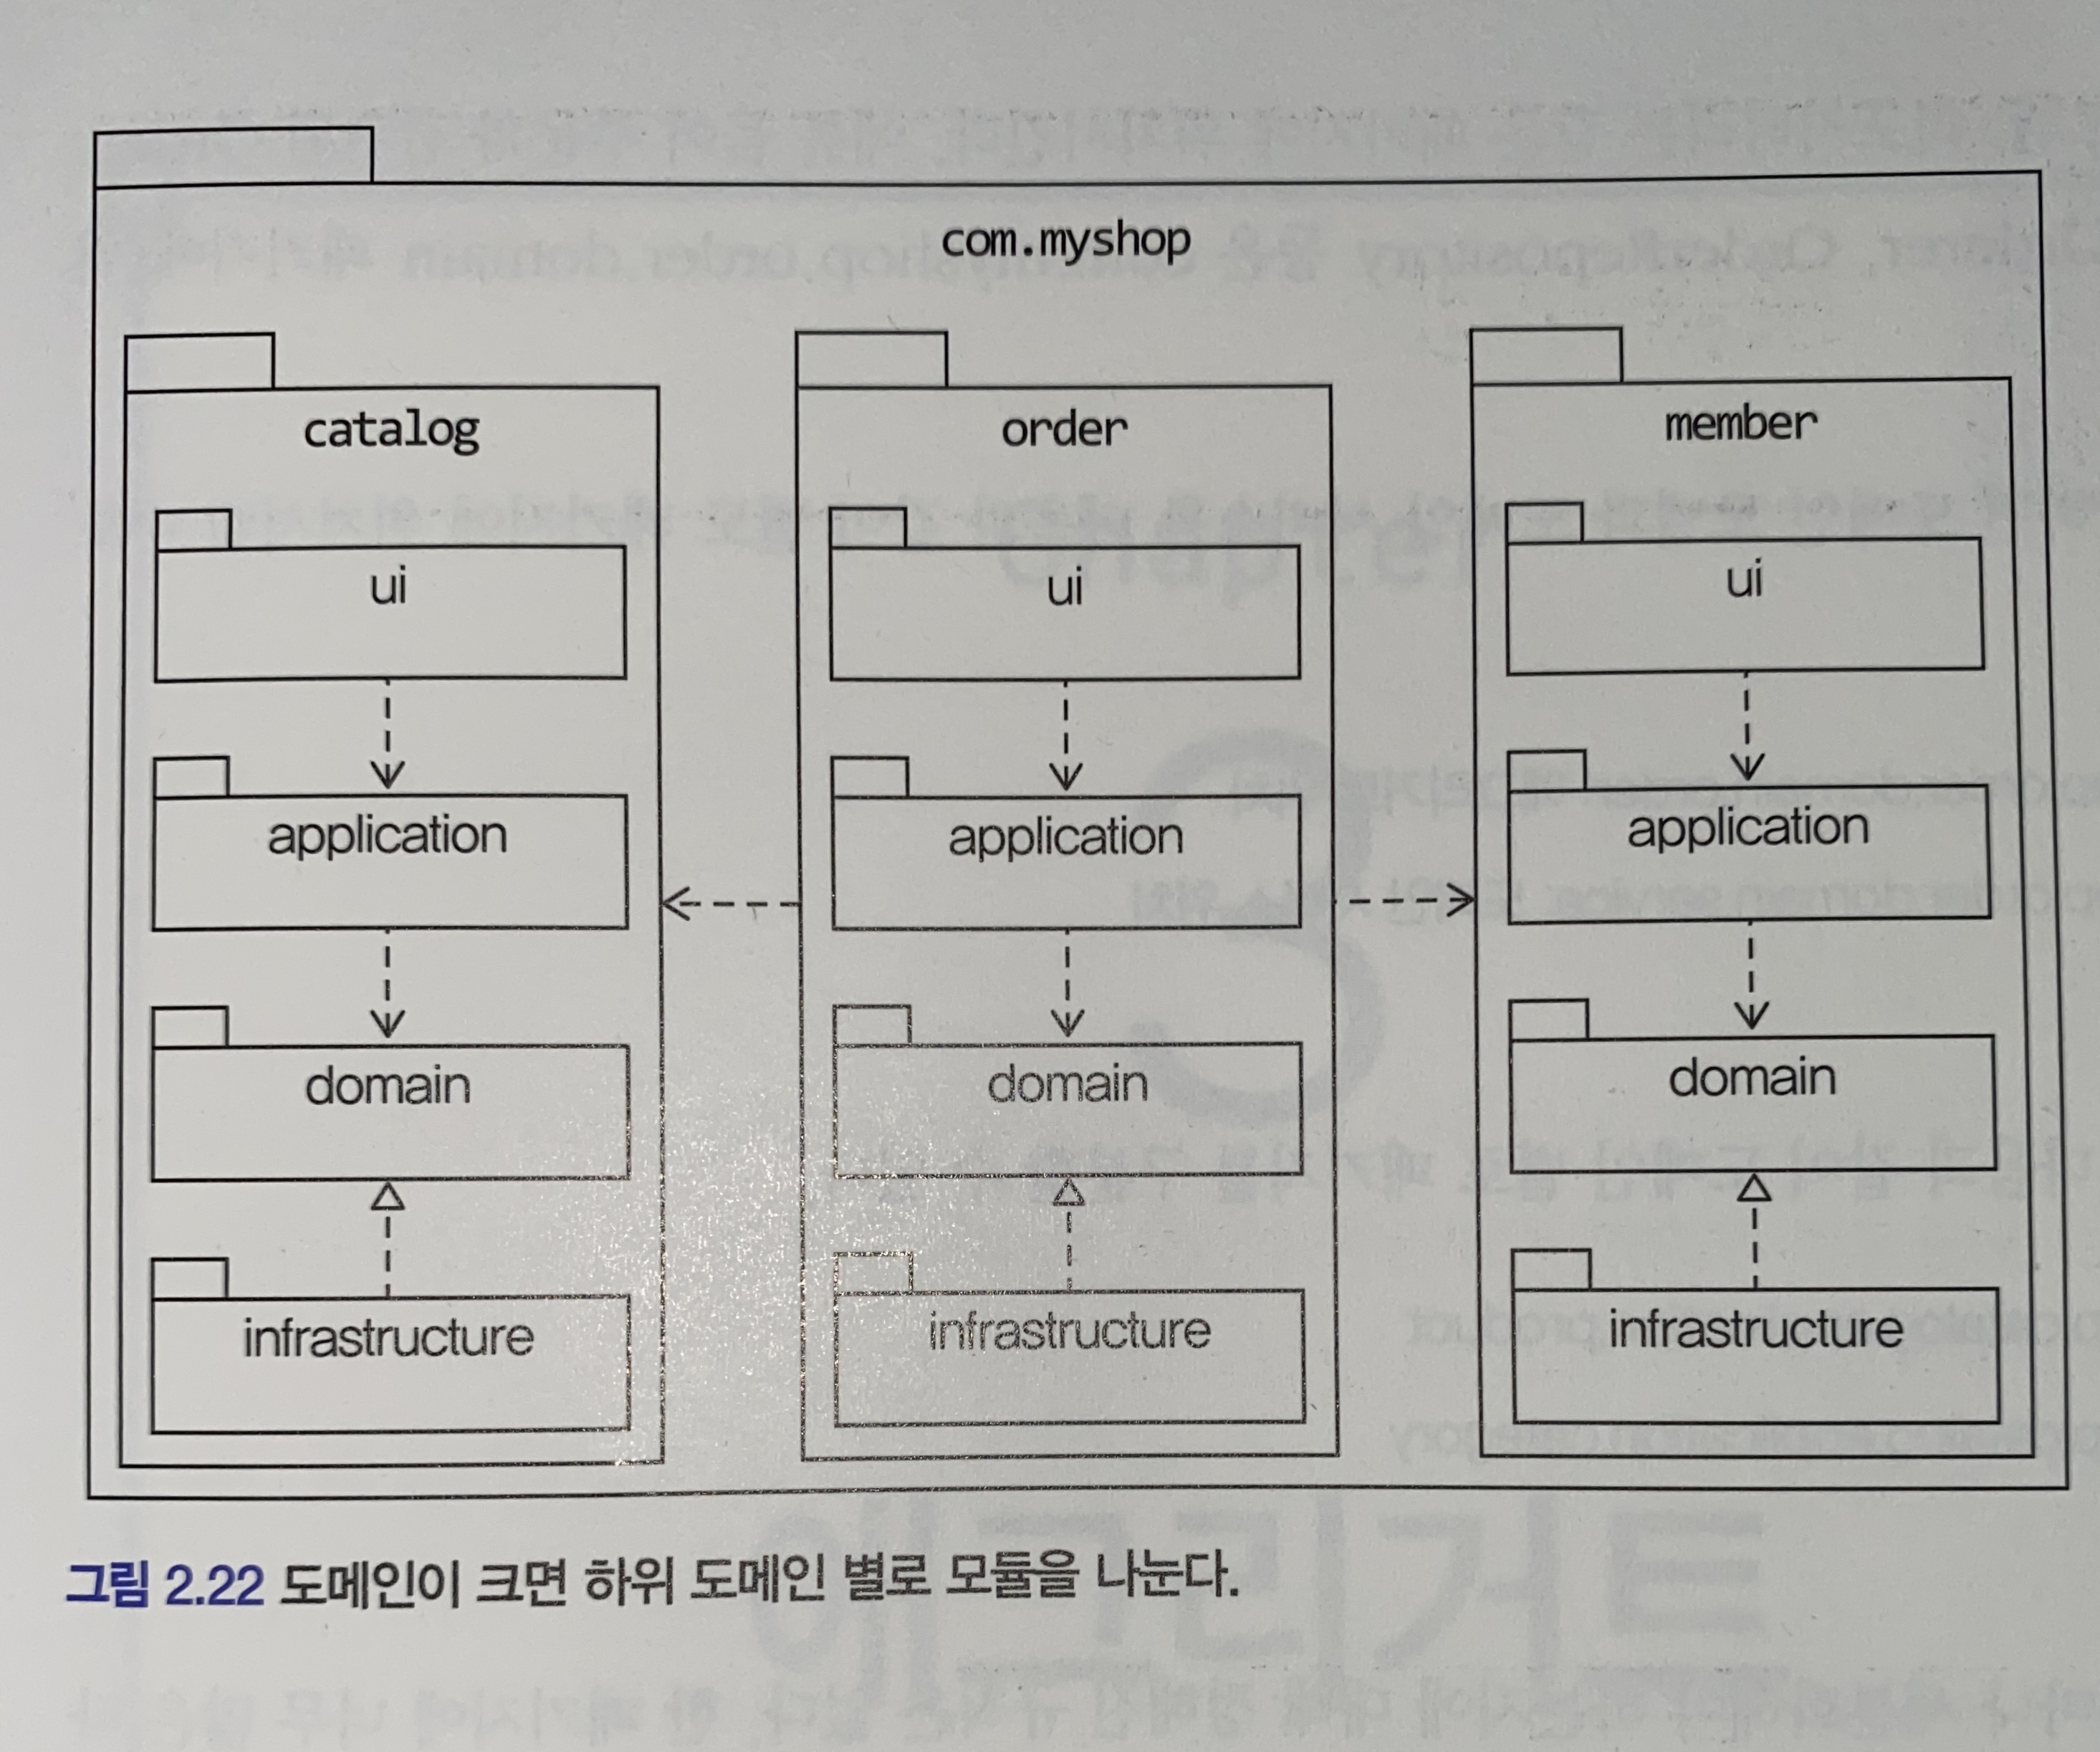 com.myshop
catalog
ui
application
domain
infrastructure
order
ui
application
domain
infrastructure
member
ui
application
domain
infrastructure
그림 2.22 도메인이 크면 하위 도메인 별로 모듈을 나눈다.